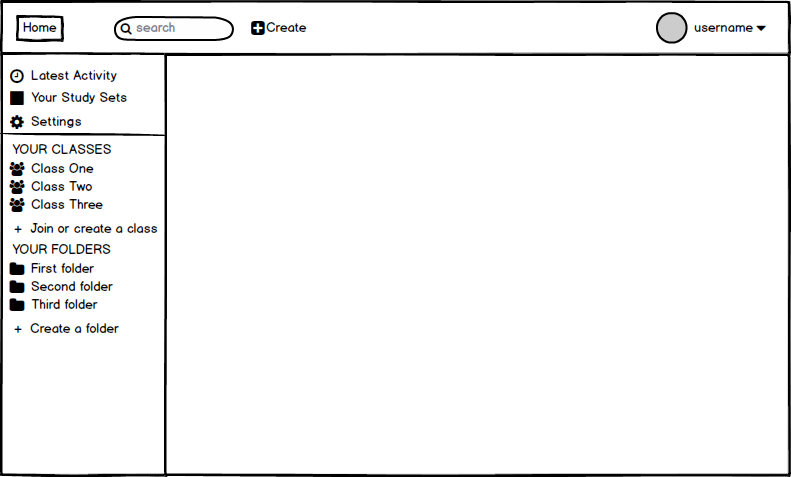 Home
search
Create
username
Latest Activity
Your Study Sets
Settings
YOUR CLASSES
Class One
Class Two
Class Three
+ Join or create a class
YOUR FOLDERS
First folder
Second folder
Third folder
+ Create a folder